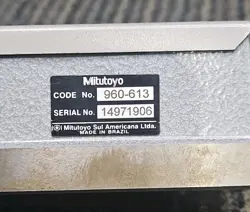 Mitutoyo
CODE No. 960-613
SERIAL No. 14971906
Mitutoyo Sul Americana Ltda.
MADE IN BRAZIL